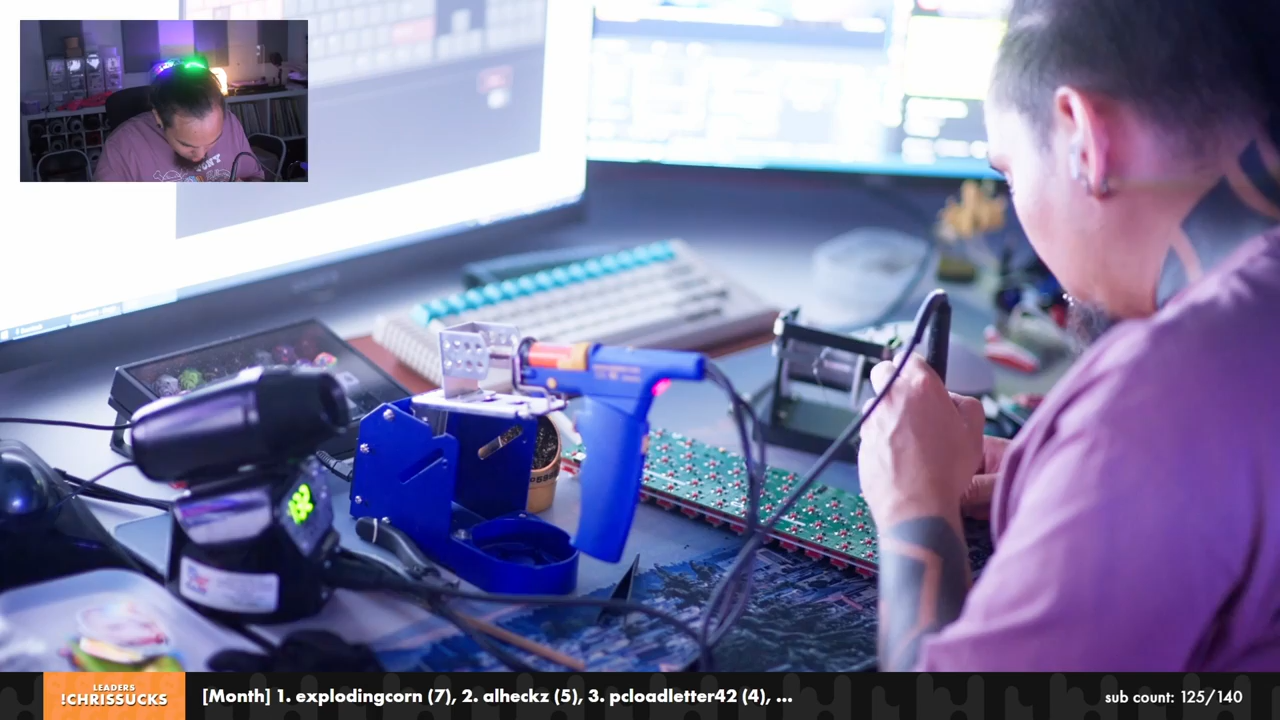 LEADERS
!CHRISSUCKS
[Month] 1. explodingcorn (7), 2. alheckz (5), 3. pcloadletter42 (4), ...
sub count: 125/140